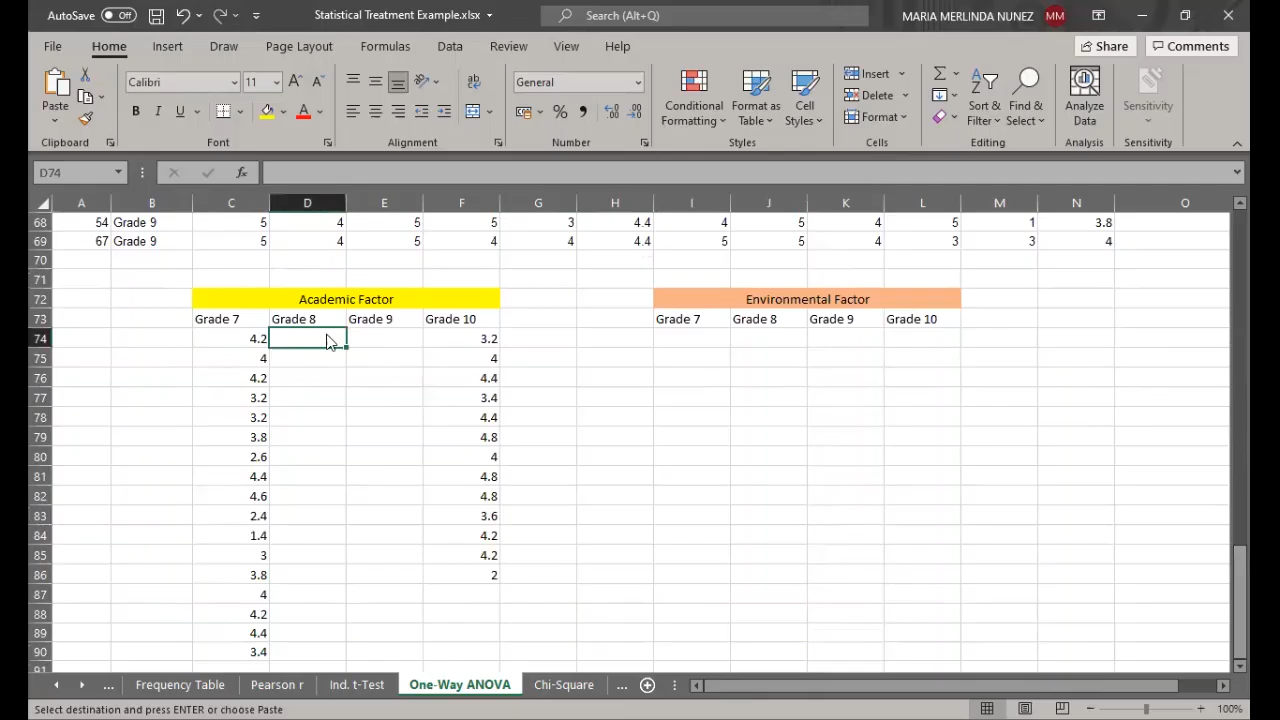 AutoSave Off Statistical Treatment Example.xlsx Search (Alt+Q) MARIA MERLINDA NUNEZ MM
File Home Insert Draw Page Layout Formulas Data Review View Help Share Comments
Paste Calibri 11 General Conditional Formatting Format as Table Cell Styles Insert Delete Format Sort & Filter Find & Select Analyze Data Sensitivity
Clipboard Font Alignment Number Styles Cells Editing Analysis Sensitivity
D74 fx
A B C D E F G H I J K L M N O
68 54 Grade 9 5 4 5 5 3 4.4 4 5 4 5 1 3.8
69 67 Grade 9 5 4 5 4 4 4.4 5 5 4 3 3 4
70
71
72 Academic Factor Environmental Factor
73 Grade 7 Grade 8 Grade 9 Grade 10 Grade 7 Grade 8 Grade 9 Grade 10
74 4.2 3.2
75 4 4
76 4.2 4.4
77 3.2 3.4
78 3.2 4.4
79 3.8 4.8
80 2.6 4
81 4.4 4.8
82 4.6 4.8
83 2.4 3.6
84 1.4 4.2
85 3 4.2
86 3.8 2
87 4
88 4.2
89 4.4
90 3.4
91
... Frequency Table Pearson r Ind. t-Test One-Way ANOVA Chi-Square ...
Select destination and press ENTER or choose Paste 100%